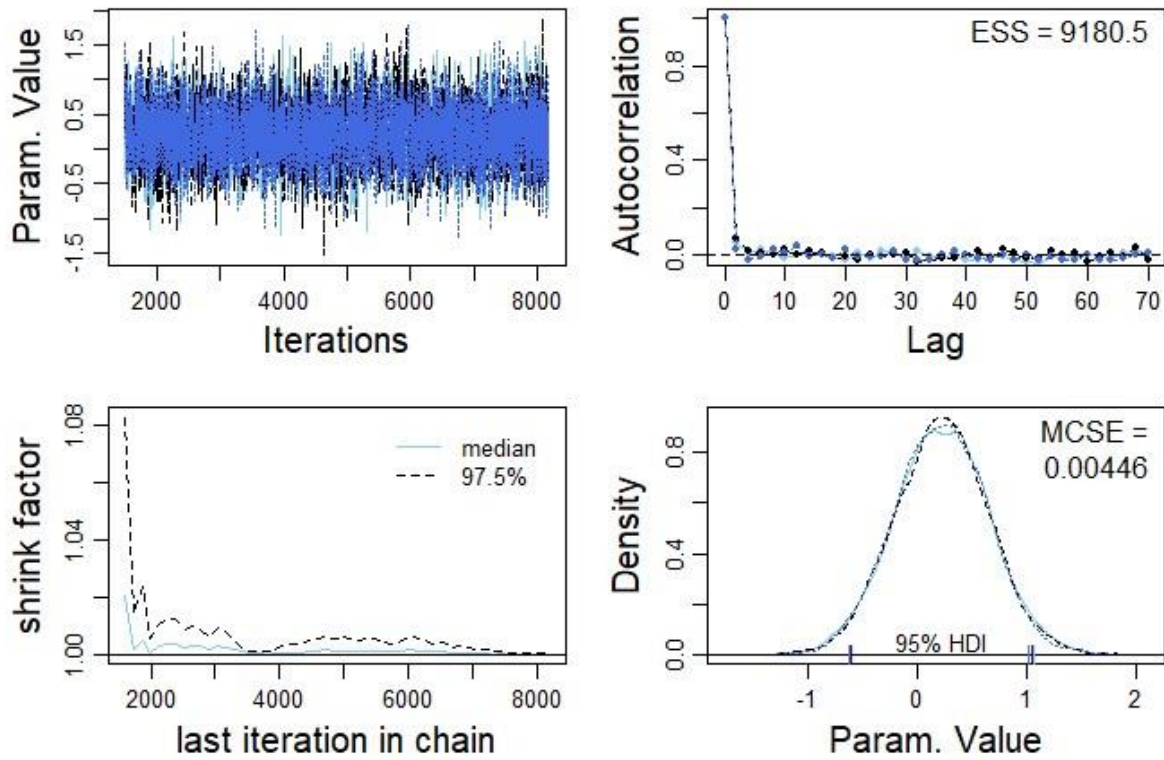 Param. Value
1.5
0.5
-0.5
-1.5
2000 4000 6000 8000
Iterations
Autocorrelation
0.8
0.4
0.0
ESS = 9180.5
0 10 20 30 40 50 60 70
Lag
shrink factor
1.08
1.04
1.00
median
97.5%
2000 4000 6000 8000
last iteration in chain
Density
0.8
0.4
0.0
MCSE =
0.00446
95% HDI
-1 0 1 2
Param. Value